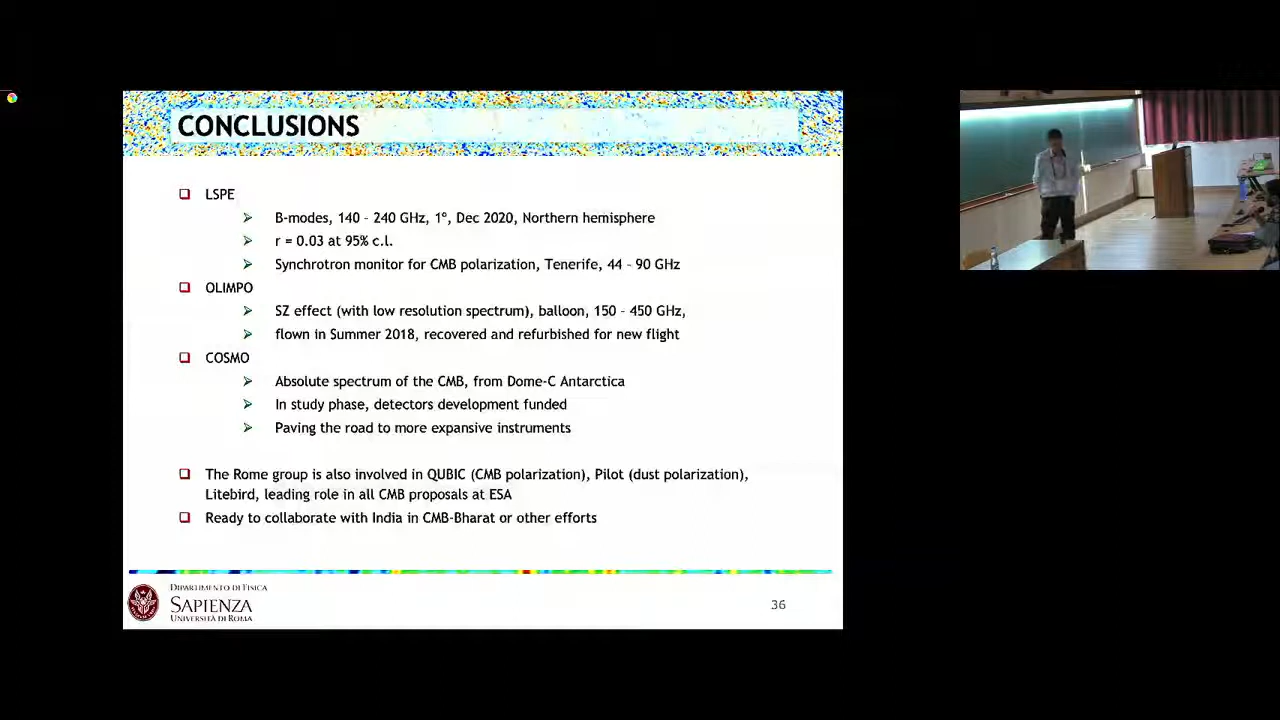 CONCLUSIONS
LSPE
B-modes, 140 – 240 GHz, 1°, Dec 2020, Northern hemisphere
r = 0.03 at 95% c.l.
Synchrotron monitor for CMB polarization, Tenerife, 44 – 90 GHz
OLIMPO
SZ effect (with low resolution spectrum), balloon, 150 – 450 GHz,
flown in Summer 2018, recovered and refurbished for new flight
COSMO
Absolute spectrum of the CMB, from Dome-C Antarctica
In study phase, detectors development funded
Paving the road to more expansive instruments
The Rome group is also involved in QUBIC (CMB polarization), Pilot (dust polarization),
Litebird, leading role in all CMB proposals at ESA
Ready to collaborate with India in CMB-Bharat or other efforts
DIPARTIMENTO DI FISICA
SAPIENZA
UNIVERSITÀ DI ROMA
36